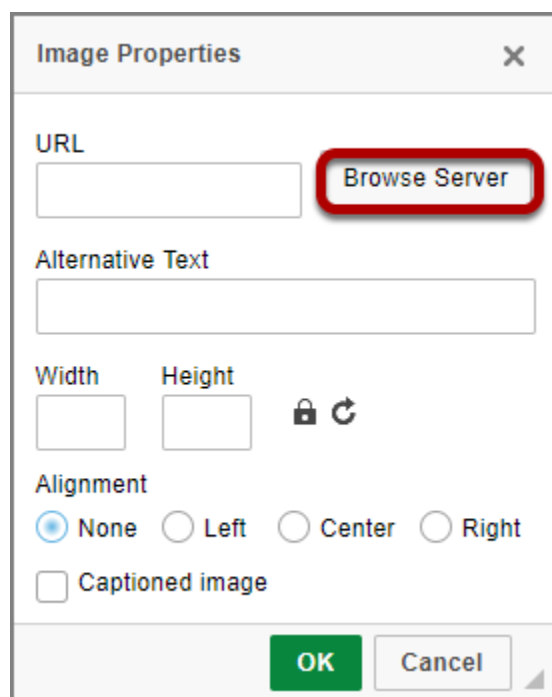 Image Properties
URL
Browse Server
Alternative Text
Width Height
Alignment
None Left Center Right
Captioned image
OK Cancel